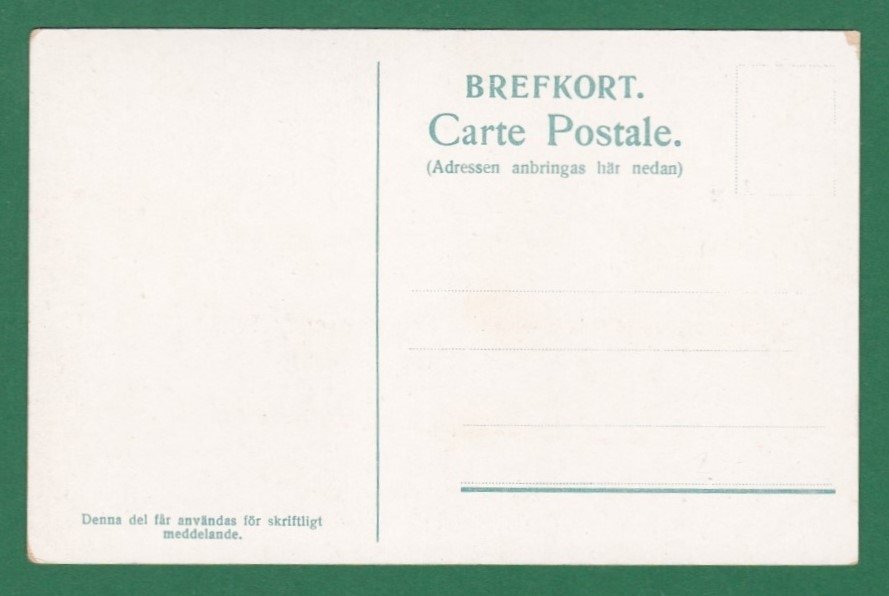 BREFKORT.
Carte Postale.
(Adressen anbringas här nedan)
Denna del får användas för skriftligt
meddelande.